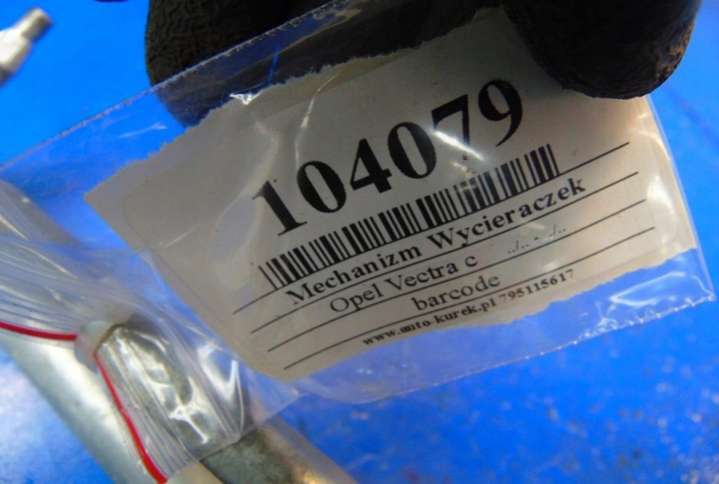 104079
Mechanizm Wycieraczek
Opel Vectra c ../.. - ../..
barcode
www.auto-kurek.pl 795115617